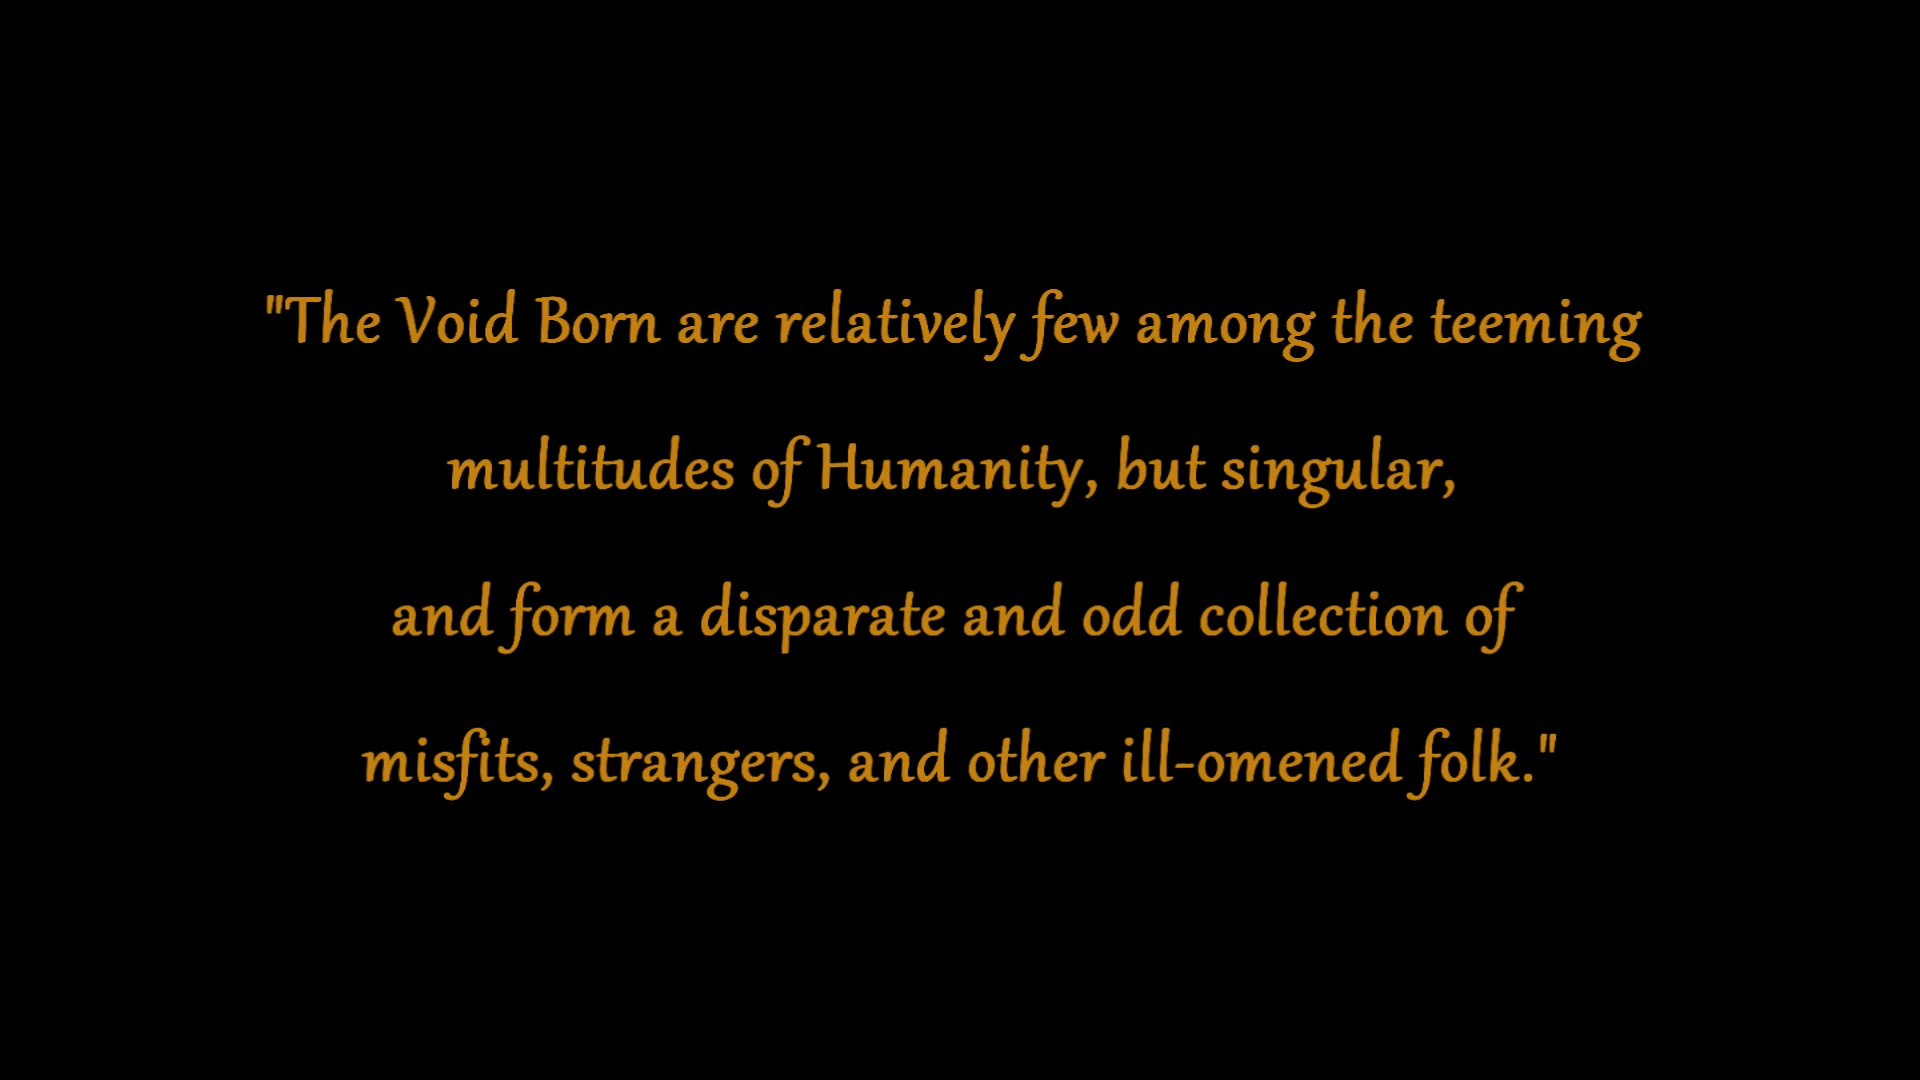 "The Void Born are relatively few among the teeming
multitudes of Humanity, but singular,
and form a disparate and odd collection of
misfits, strangers, and other ill-omened folk."